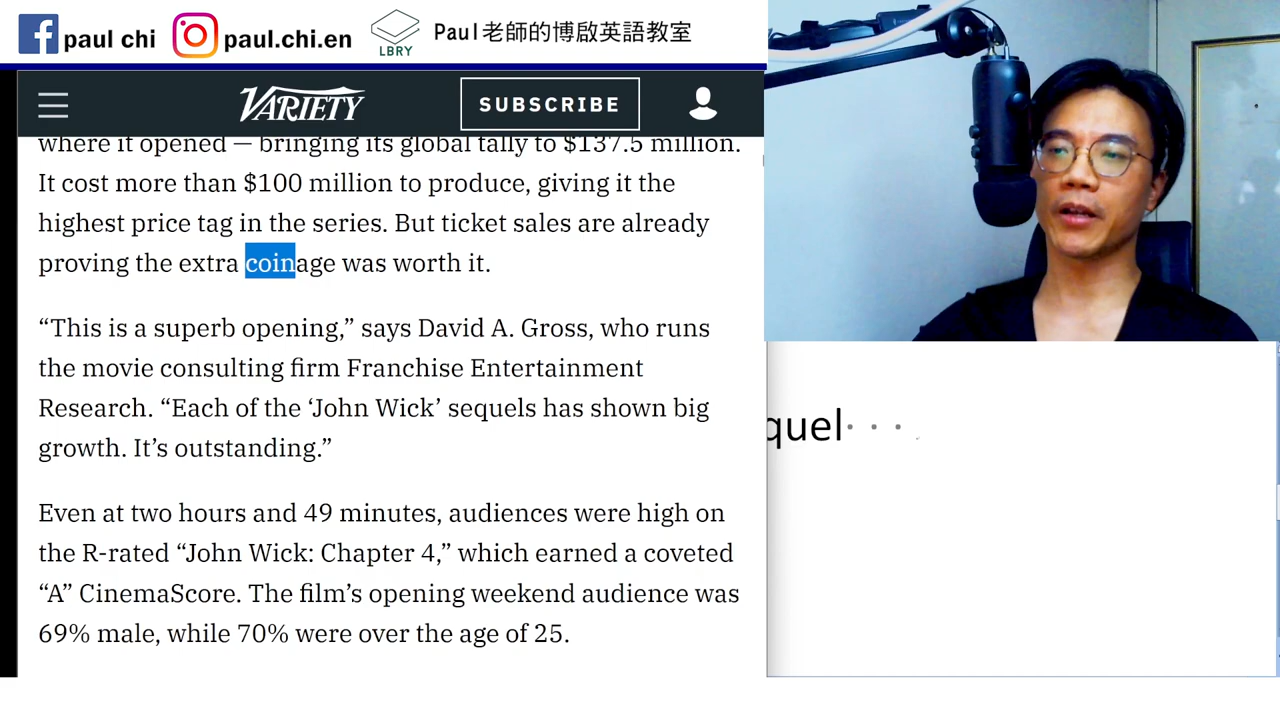 paul chi
paul.chi.en
LBRY
Paul老師的博啟英語教室
VARIETY
SUBSCRIBE
where it opened — bringing its global tally to $137.5 million.
It cost more than $100 million to produce, giving it the
highest price tag in the series. But ticket sales are already
proving the extra coinage was worth it.
“This is a superb opening,” says David A. Gross, who runs
the movie consulting firm Franchise Entertainment
Research. “Each of the ‘John Wick’ sequels has shown big
growth. It’s outstanding.”
Even at two hours and 49 minutes, audiences were high on
the R-rated “John Wick: Chapter 4,” which earned a coveted
“A” CinemaScore. The film’s opening weekend audience was
69% male, while 70% were over the age of 25.
quel· · ·